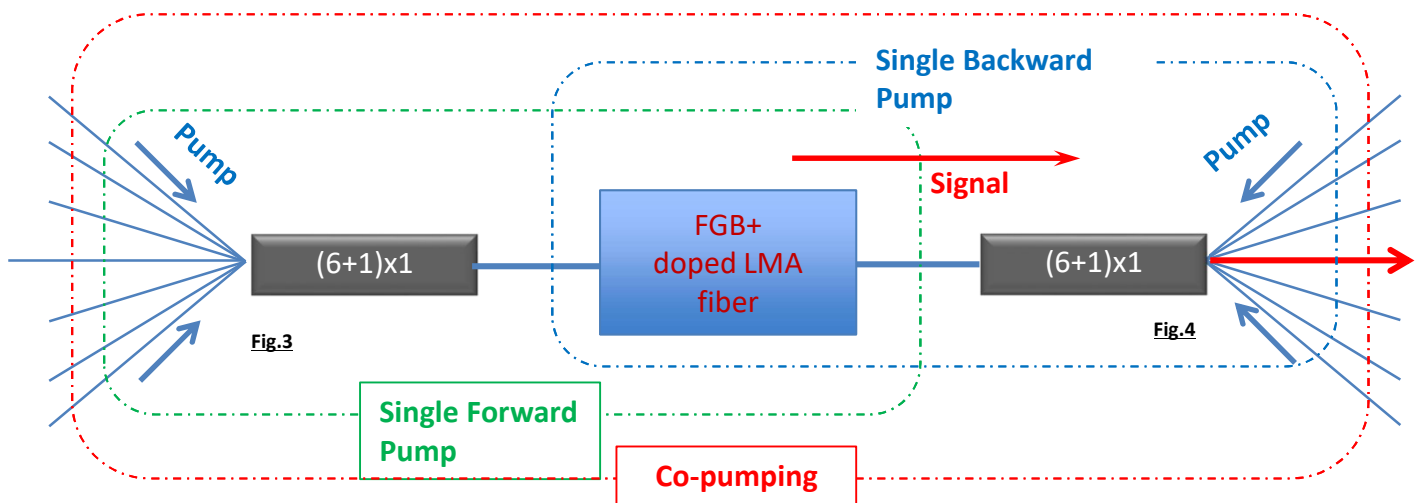 Single Backward
Pump
Pump
Pump
Signal
FGB+
doped LMA
fiber
(6+1)x1
(6+1)x1
Fig.3
Fig.4
Single Forward
Pump
Co-pumping